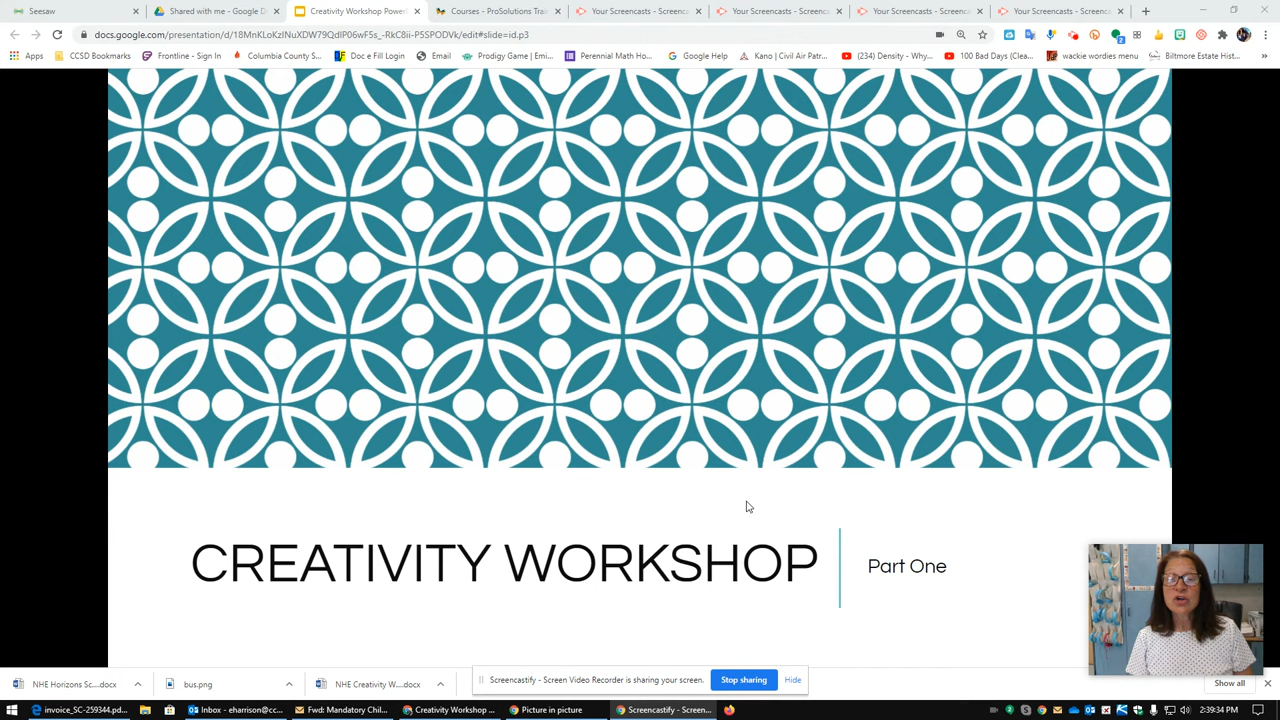 Seesaw
Shared with me - Google D
Creativity Workshop Power
Courses - ProSolutions Trai
Your Screencasts - Screenca
Your Screencasts - Screenca
Your Screencasts - Screenca
Your Screencasts - Screenca
docs.google.com/presentation/d/18MnKLoKzINuXDW79QdIP06wF5s_-RkC8ii-P5SPODVk/edit#slide=id.p3
Apps
CCSD Bookmarks
Frontline - Sign In
Columbia County S...
Doc e Fill Login
Email
Prodigy Game | Emi...
Perennial Math Ho...
Google Help
Kano | Civil Air Patr...
(234) Density - Why...
100 Bad Days (Clea...
wackie wordies menu
Biltmore Estate Hist...
CREATIVITY WORKSHOP
Part One
NHE Horizons Sc....docx
bus.png
NHE Creativity W....docx
Screencastify - Screen Video Recorder is sharing your screen.
Stop sharing
Hide
Show all
invoice_SC-259344.pd...
Inbox - eharrison@cc...
Fwd: Mandatory Chil...
Creativity Workshop ...
Picture in picture
Screencastify - Screen...
2:39:34 PM